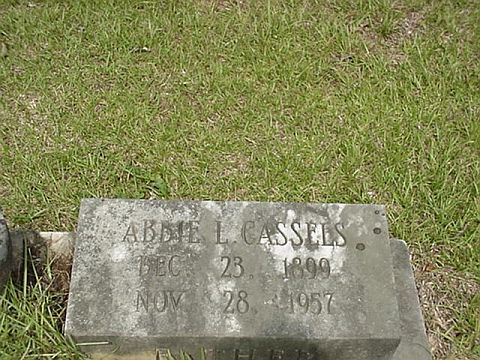 ABBIE L. CASSELS
DEC 23, 1899
NOV 28, 1957